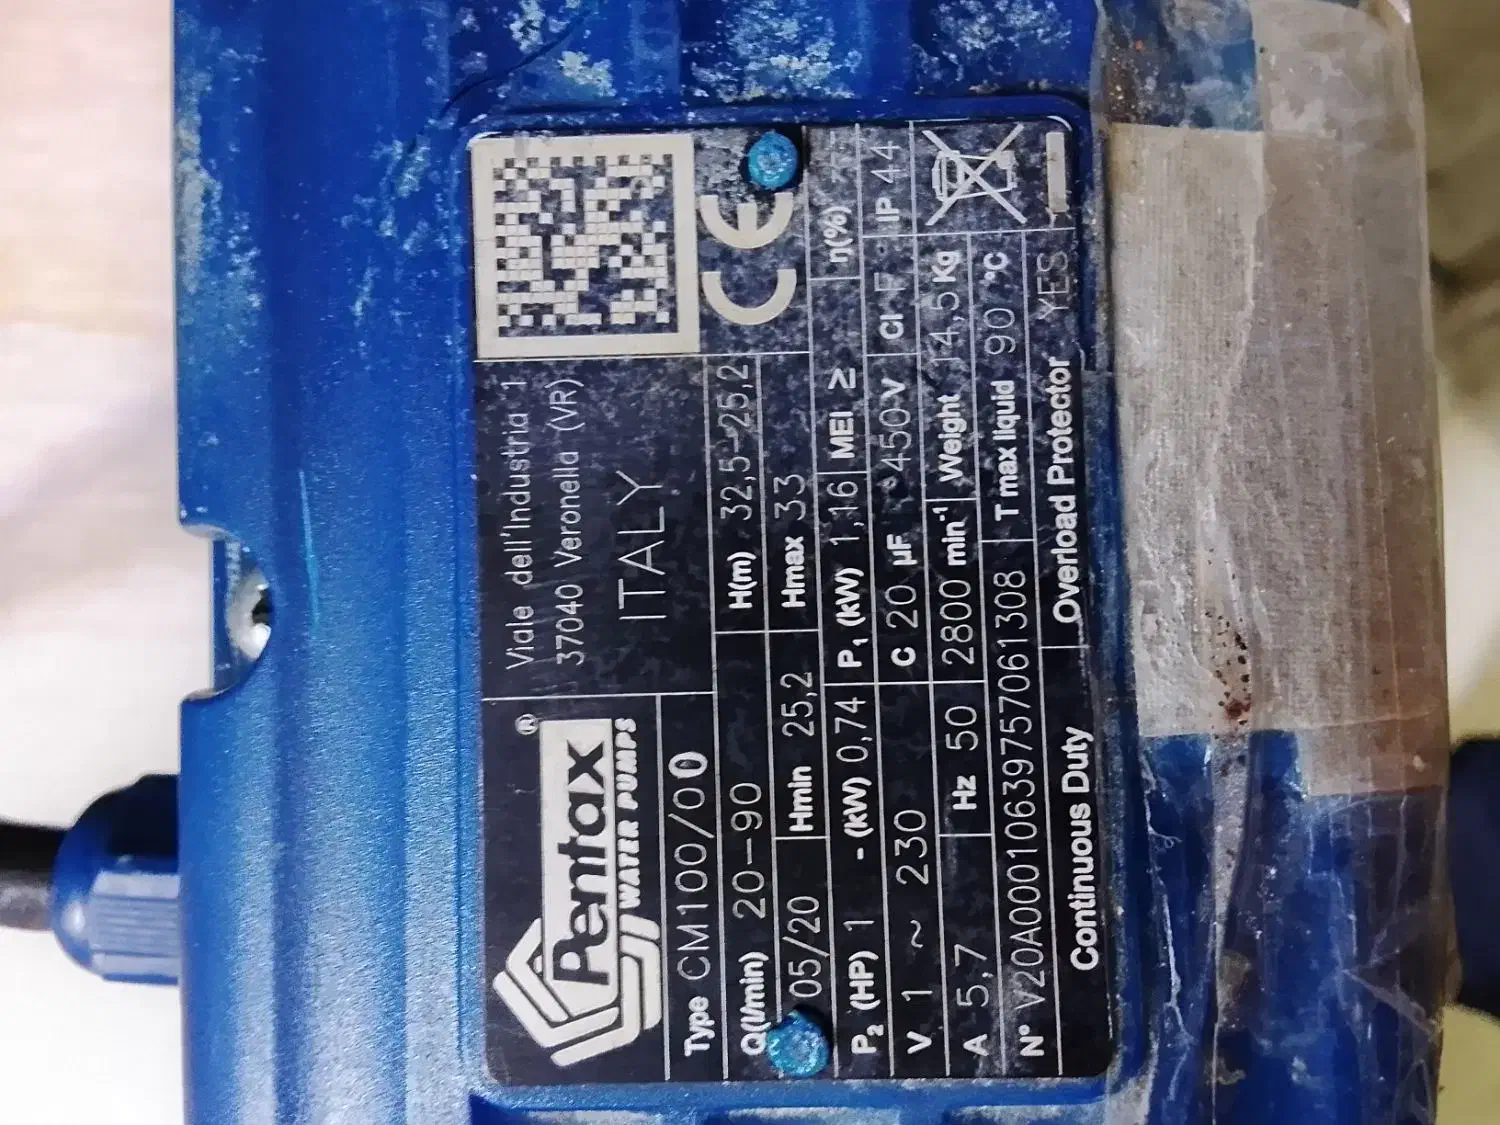 Pentax®
WATER PUMPS
Viale dell'Industria 1
37040 Veronella (VR)
ITALY
CE
Type CM100/00
Q(l/min) 20-90 H(m) 32,5-25,2
05/20 Hmin 25,2 Hmax 33
P₂ (HP) 1 - (kW) 0,74 P₁ (kW) 1,16 MEI ≥ η(%)
V 1 ~ 230 C 20 µF 450 V Cl F IP 44
A 5,7 Hz 50 2800 min⁻¹ Weight 14,5 Kg
N° V20A00010639757061308 T max liquid 90 °C
Continuous Duty Overload Protector YES